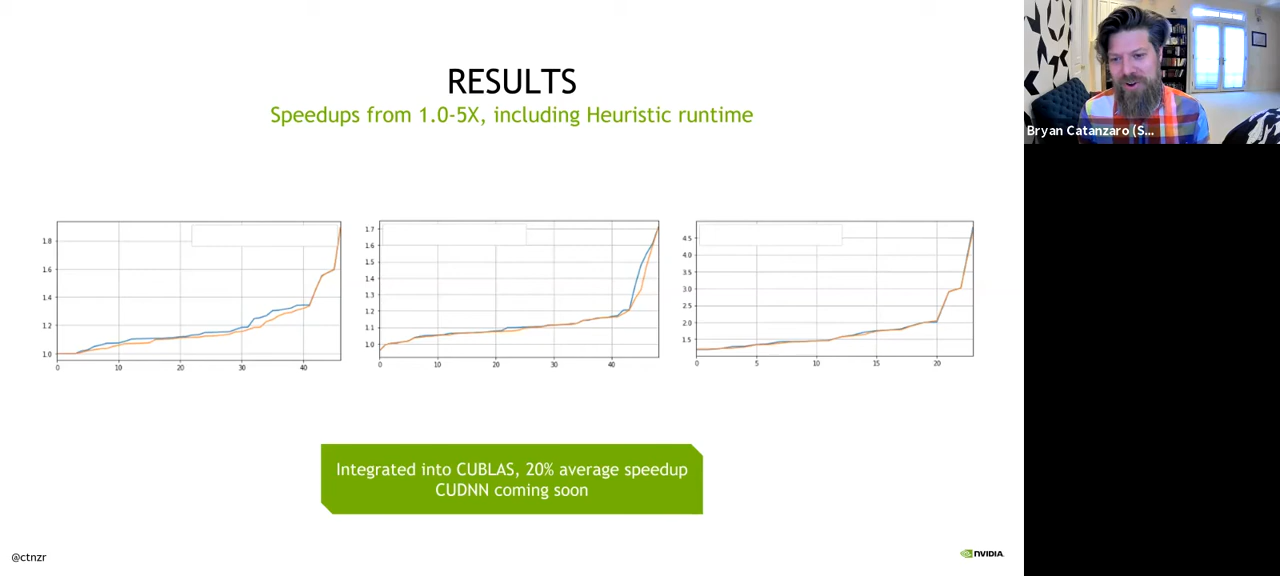 RESULTS
Speedups from 1.0-5X, including Heuristic runtime
Bryan Catanzaro (S...
1.8
1.6
1.4
1.2
1.0
0 10 20 30 40
1.7
1.6
1.5
1.4
1.3
1.2
1.1
1.0
0 10 20 30 40
4.5
4.0
3.5
3.0
2.5
2.0
1.5
0 5 10 15 20
Integrated into CUBLAS, 20% average speedup
CUDNN coming soon
@ctnzr
NVIDIA.